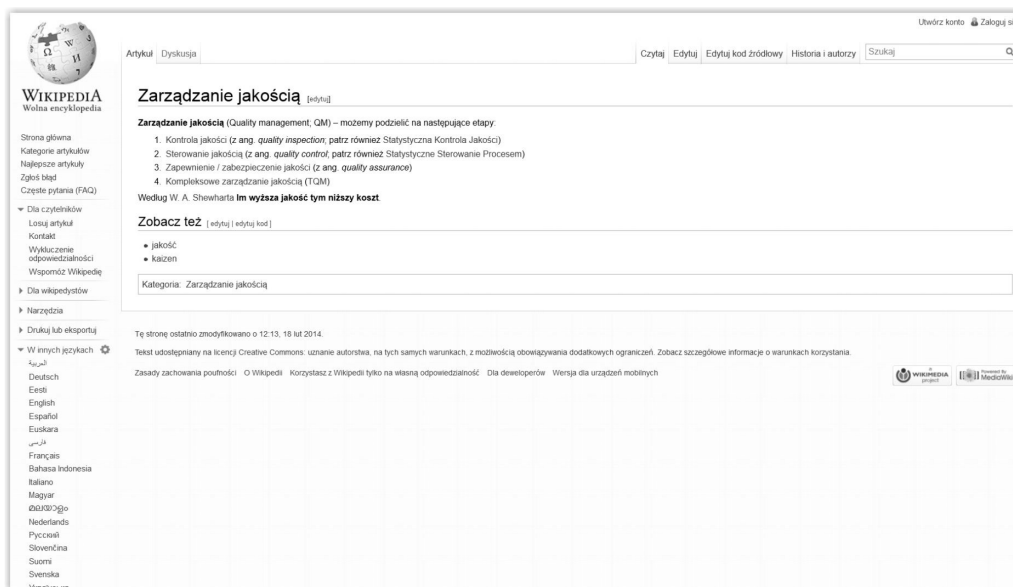 Utwórz konto Zaloguj si
Artykuł Dyskusja Czytaj Edytuj Edytuj kod źródłowy Historia i autorzy Szukaj
WIKIPEDIA
Wolna encyklopedia
Strona główna
Kategorie artykułów
Najlepsze artykuły
Zgłoś błąd
Częste pytania (FAQ)
Dla czytelników
Losuj artykuł
Kontakt
Wykluczenie
odpowiedzialności
Wspomóż Wikipedię
Dla wikipedystów
Narzędzia
Drukuj lub eksportuj
W innych językach
العربية
Deutsch
Eesti
English
Español
Euskara
فارسی
Français
Bahasa Indonesia
Italiano
Magyar
മലയാളം
Nederlands
Русский
Slovenčina
Suomi
Svenska
Zarządzanie jakością [edytuj]
Zarządzanie jakością (Quality management; QM) – możemy podzielić na następujące etapy:
1. Kontrola jakości (z ang. quality inspection; patrz również Statystyczna Kontrola Jakości)
2. Sterowanie jakością (z ang. quality control; patrz również Statystyczne Sterowanie Procesem)
3. Zapewnienie / zabezpieczenie jakości (z ang. quality assurance)
4. Kompleksowe zarządzanie jakością (TQM)
Według W. A. Shewharta Im wyższa jakość tym niższy koszt.
Zobacz też [ edytuj | edytuj kod ]
jakość
kaizen
Kategoria: Zarządzanie jakością
Tę stronę ostatnio zmodyfikowano o 12:13, 18 lut 2014.
Tekst udostępniany na licencji Creative Commons: uznanie autorstwa, na tych samych warunkach, z możliwością obowiązywania dodatkowych ograniczeń. Zobacz szczegółowe informacje o warunkach korzystania.
Zasady zachowania poufności O Wikipedii Korzystasz z Wikipedii tylko na własną odpowiedzialność Dla deweloperów Wersja dla urządzeń mobilnych
A
WIKIMEDIA
project
Powered By
MediaWiki